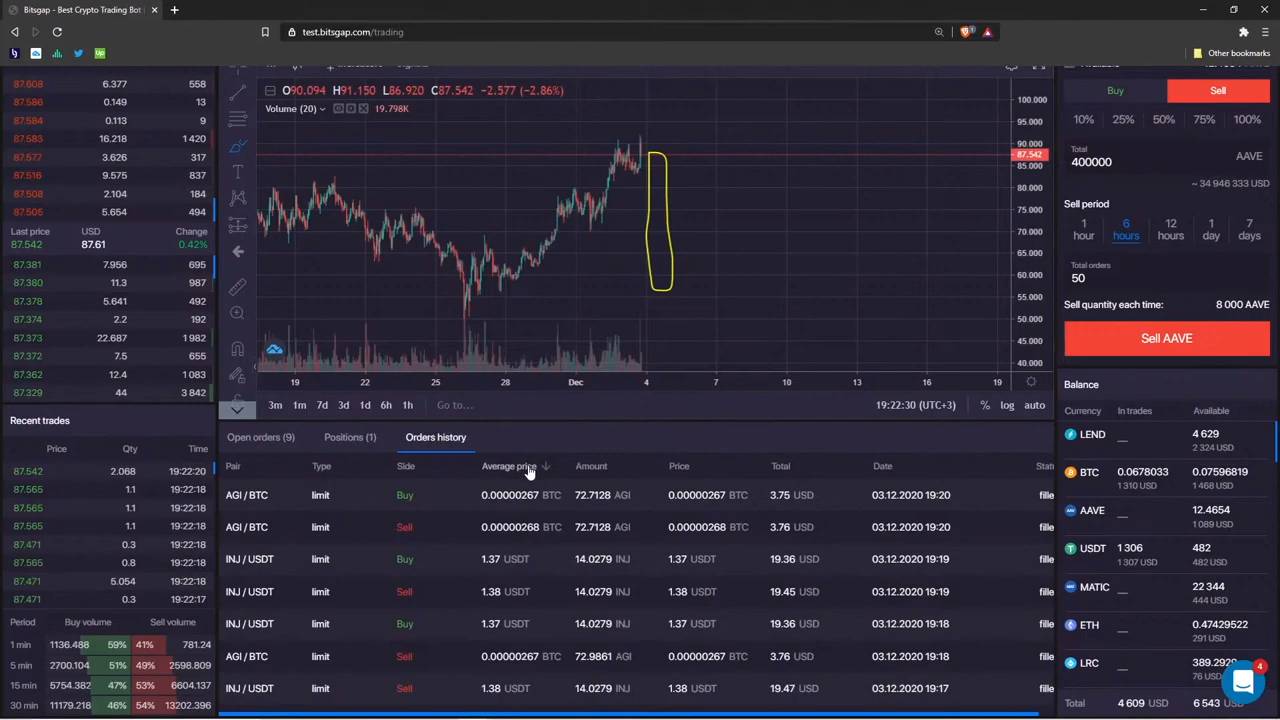 Bitsgap - Best Crypto Trading Bot
test.bitsgap.com/trading
Other bookmarks
87.608 6.377 558
87.586 0.149 13
87.584 0.113 9
87.583 16.218 1 420
87.577 3.626 317
87.516 9.575 837
87.508 2.104 184
87.505 5.654 494
Last price USD Change
87.542 87.61 0.42%
87.381 7.956 695
87.380 11.3 987
87.378 5.641 492
87.374 2.2 192
87.373 22.687 1 982
87.372 7.5 655
87.362 12.4 1 083
87.329 44 3 842
Recent trades
Price Qty Time
87.542 2.068 19:22:20
87.565 1.1 19:22:18
87.565 1.1 19:22:18
87.565 1.1 19:22:18
87.471 0.3 19:22:18
87.565 0.8 19:22:18
87.471 5.054 19:22:18
87.471 0.3 19:22:17
Period Buy volume Sell volume
1 min 1136.488 59% 41% 781.24
5 min 2700.104 51% 49% 2598.809
15 min 5754.382 47% 53% 6604.137
30 min 11179.218 46% 54% 13202.396
O90.094 H91.150 L86.920 C87.542 −2.577 (−2.86%)
Volume (20) 19.798K
100.000
95.000
90.000
87.542
85.000
80.000
75.000
70.000
65.000
60.000
55.000
50.000
45.000
40.000
19 22 25 28 Dec 4 7 10 13 16 19
3m 1m 7d 3d 1d 6h 1h Go to... 19:22:30 (UTC+3) % log auto
Open orders (9) Positions (1) Orders history
Pair Type Side Average price Amount Price Total Date
AGI / BTC limit Buy 0.00000267 BTC 72.7128 AGI 0.00000267 BTC 3.75 USD 03.12.2020 19:20 fille
AGI / BTC limit Sell 0.00000268 BTC 72.7128 AGI 0.00000268 BTC 3.76 USD 03.12.2020 19:20 fille
INJ / USDT limit Buy 1.37 USDT 14.0279 INJ 1.37 USDT 19.36 USD 03.12.2020 19:19 fille
INJ / USDT limit Sell 1.38 USDT 14.0279 INJ 1.38 USDT 19.45 USD 03.12.2020 19:19 fille
INJ / USDT limit Buy 1.37 USDT 14.0279 INJ 1.37 USDT 19.36 USD 03.12.2020 19:18 fille
AGI / BTC limit Sell 0.00000267 BTC 72.9861 AGI 0.00000267 BTC 3.76 USD 03.12.2020 19:18 fille
INJ / USDT limit Sell 1.38 USDT 14.0279 INJ 1.38 USDT 19.47 USD 03.12.2020 19:17 fille
Buy Sell
10% 25% 50% 75% 100%
Total
400000 AAVE
~ 34 946 333 USD
Sell period
1 hour 6 hours 12 hours 1 day 7 days
Total orders
50
Sell quantity each time: 8 000 AAVE
Sell AAVE
Balance
Currency In trades Available
LEND __ 4 629
2 324 USD
BTC 0.0678033 0.07596819
1 310 USD 1 468 USD
AAVE __ 12.4654
1 089 USD
USDT 1 306 482
1 307 USD 482 USD
MATIC __ 22 344
444 USD
ETH __ 0.47429522
291 USD
LRC __ 389.2929
76 USD
4
Total 4 609 USD 6 543 USD